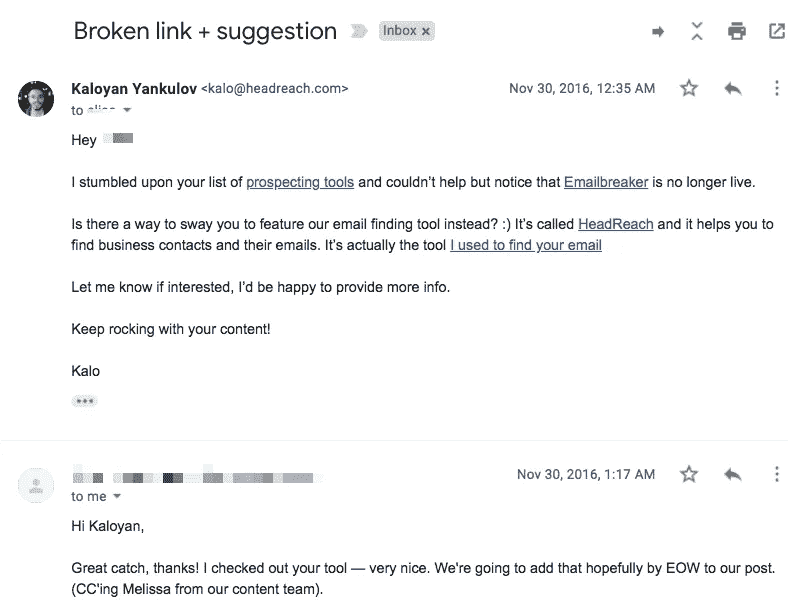 Broken link + suggestion
Inbox x
Kaloyan Yankulov <kalo@headreach.com>
Nov 30, 2016, 12:35 AM
to
Hey
I stumbled upon your list of prospecting tools and couldn't help but notice that Emailbreaker is no longer live.
Is there a way to sway you to feature our email finding tool instead? :) It's called HeadReach and it helps you to
find business contacts and their emails. It's actually the tool I used to find your email
Let me know if interested, I'd be happy to provide more info.
Keep rocking with your content!
Kalo
Nov 30, 2016, 1:17 AM
to me
Hi Kaloyan,
Great catch, thanks! I checked out your tool — very nice. We're going to add that hopefully by EOW to our post.
(CC'ing Melissa from our content team).